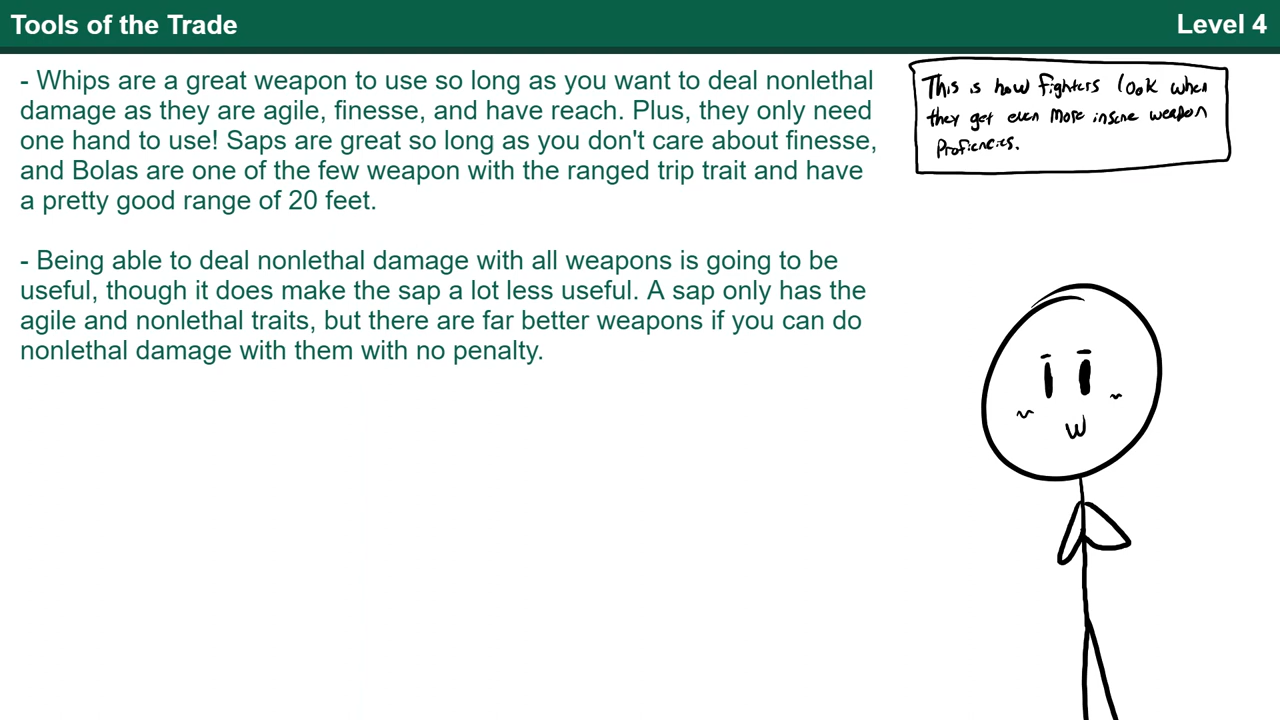 Tools of the Trade
Level 4
- Whips are a great weapon to use so long as you want to deal nonlethal
damage as they are agile, finesse, and have reach. Plus, they only need
one hand to use! Saps are great so long as you don't care about finesse,
and Bolas are one of the few weapon with the ranged trip trait and have
a pretty good range of 20 feet.
- Being able to deal nonlethal damage with all weapons is going to be
useful, though it does make the sap a lot less useful. A sap only has the
agile and nonlethal traits, but there are far better weapons if you can do
nonlethal damage with them with no penalty.
This is how fighters look when
they get even more insane weapon
proficiencies.